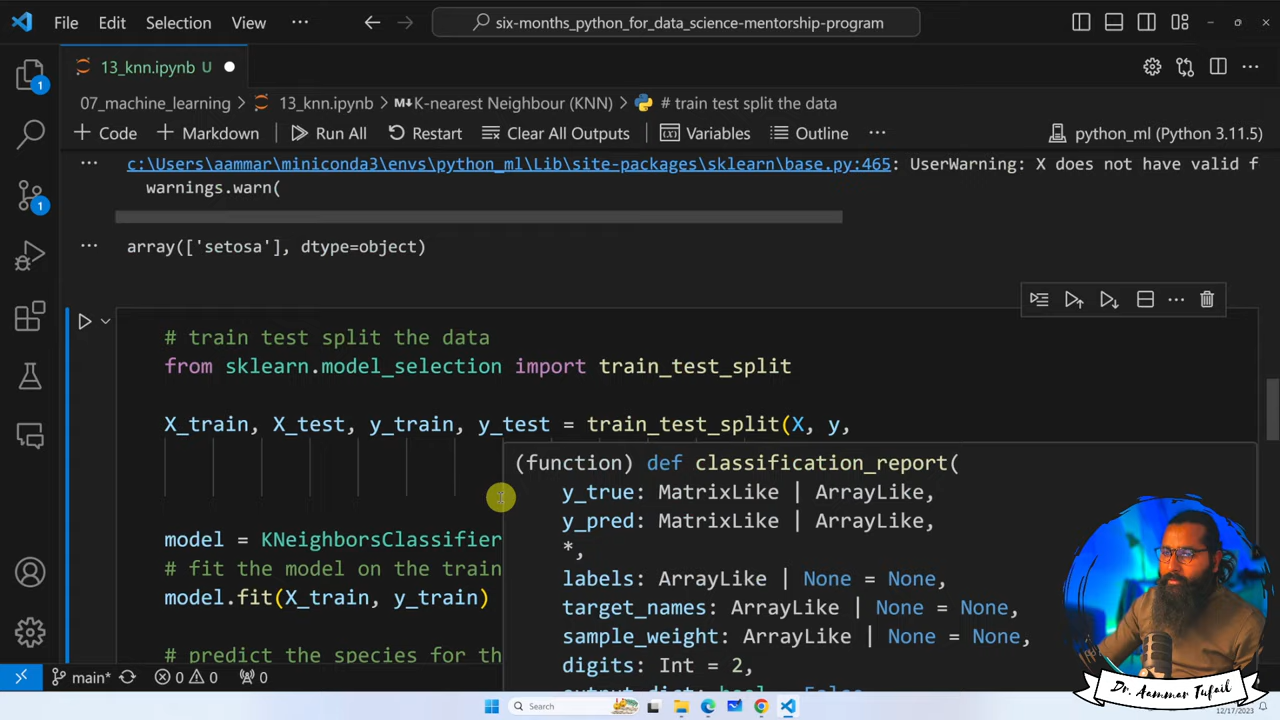 File Edit Selection View ··· six-months_python_for_data_science-mentorship-program
1
13_knn.ipynb U
07_machine_learning > 13_knn.ipynb > M↓K-nearest Neighbour (KNN) > # train test split the data
+ Code + Markdown Run All Restart Clear All Outputs Variables Outline ··· python_ml (Python 3.11.5)
1
··· c:\Users\aammar\miniconda3\envs\python_ml\Lib\site-packages\sklearn\base.py:465: UserWarning: X does not have valid f
warnings.warn(
··· array(['setosa'], dtype=object)
# train test split the data
from sklearn.model_selection import train_test_split
X_train, X_test, y_train, y_test = train_test_split(X, y,
(function) def classification_report(
y_true: MatrixLike | ArrayLike,
y_pred: MatrixLike | ArrayLike,
*,
labels: ArrayLike | None = None,
target_names: ArrayLike | None = None,
sample_weight: ArrayLike | None = None,
digits: Int = 2,
model = KNeighborsClassifier
# fit the model on the train
model.fit(X_train, y_train)
# predict the species for th
main* 0 0 0
Search
Dr. Aammar Tufail
12/17/2023